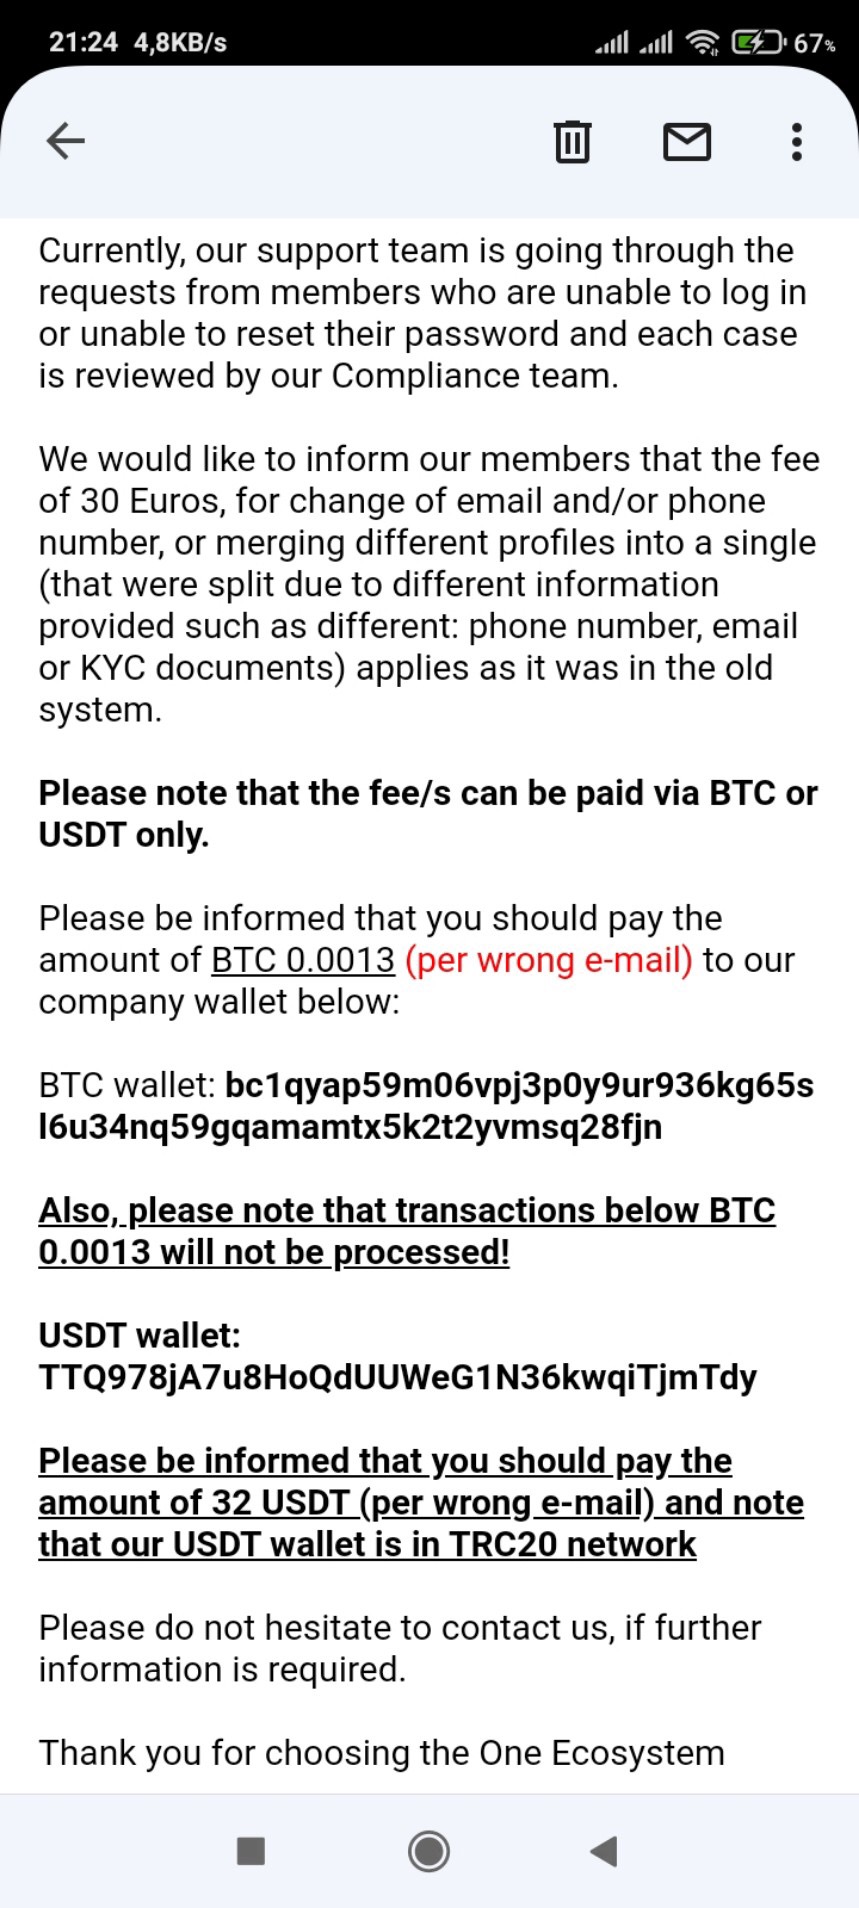 21:24 4,8KB/s 67%
Currently, our support team is going through the
requests from members who are unable to log in
or unable to reset their password and each case
is reviewed by our Compliance team.
We would like to inform our members that the fee
of 30 Euros, for change of email and/or phone
number, or merging different profiles into a single
(that were split due to different information
provided such as different: phone number, email
or KYC documents) applies as it was in the old
system.
Please note that the fee/s can be paid via BTC or
USDT only.
Please be informed that you should pay the
amount of BTC 0.0013 (per wrong e-mail) to our
company wallet below:
BTC wallet: bc1qyap59m06vpj3p0y9ur936kg65s
l6u34nq59gqamamtx5k2t2yvmsq28fjn
Also, please note that transactions below BTC
0.0013 will not be processed!
USDT wallet:
TTQ978jA7u8HoQdUUWeG1N36kwqiTjmTdy
Please be informed that you should pay the
amount of 32 USDT (per wrong e-mail) and note
that our USDT wallet is in TRC20 network
Please do not hesitate to contact us, if further
information is required.
Thank you for choosing the One Ecosystem